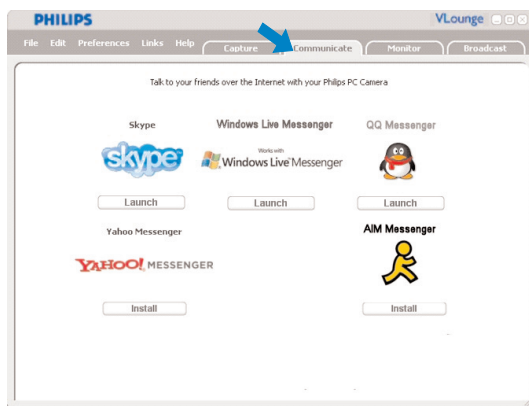 PHILIPS
VLounge
File Edit Preferences Links Help Capture Communicate Monitor Broadcast
Talk to your friends over the Internet with your Philips PC Camera
Skype Windows Live Messenger QQ Messenger
skype
Works with
Windows Live Messenger
Launch Launch Launch
Yahoo Messenger AIM Messenger
YAHOO! MESSENGER
Install Install